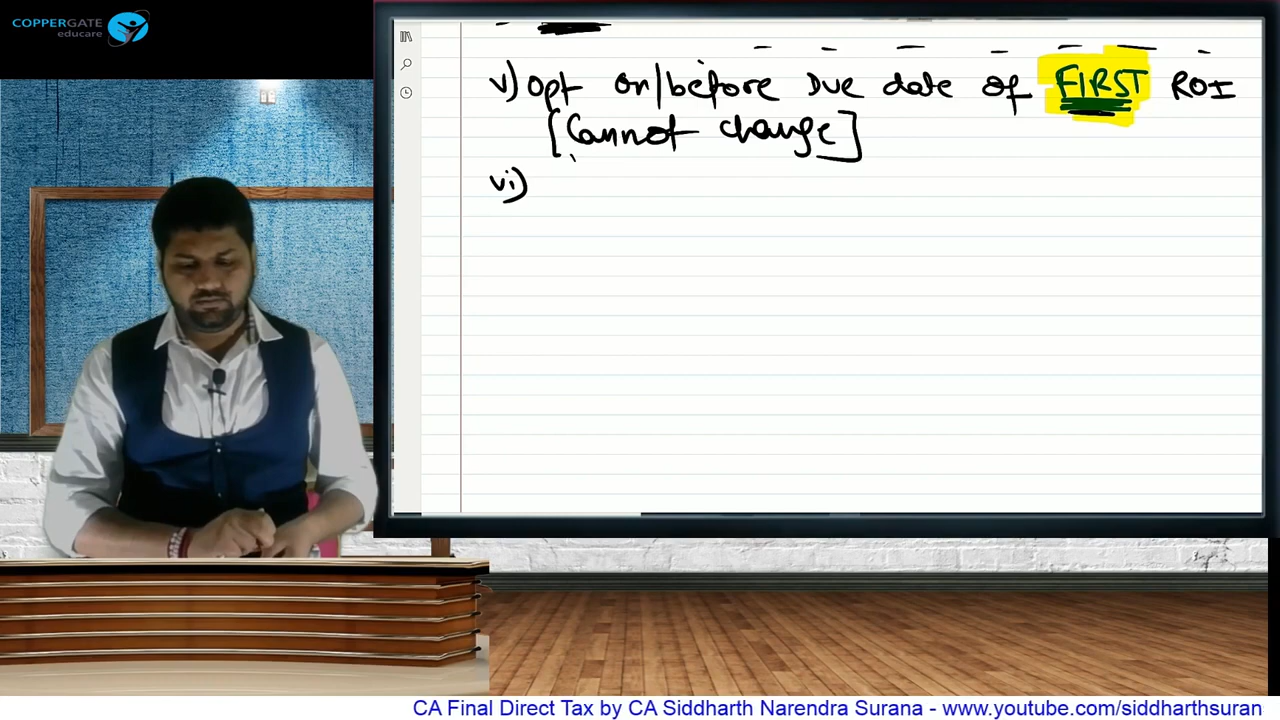 COPPERGATE
educare
v) Opt on/before Due date of FIRST ROI
[Cannot change]
vi)
CA Final Direct Tax by CA Siddharth Narendra Surana - www.youtube.com/siddharthsuran